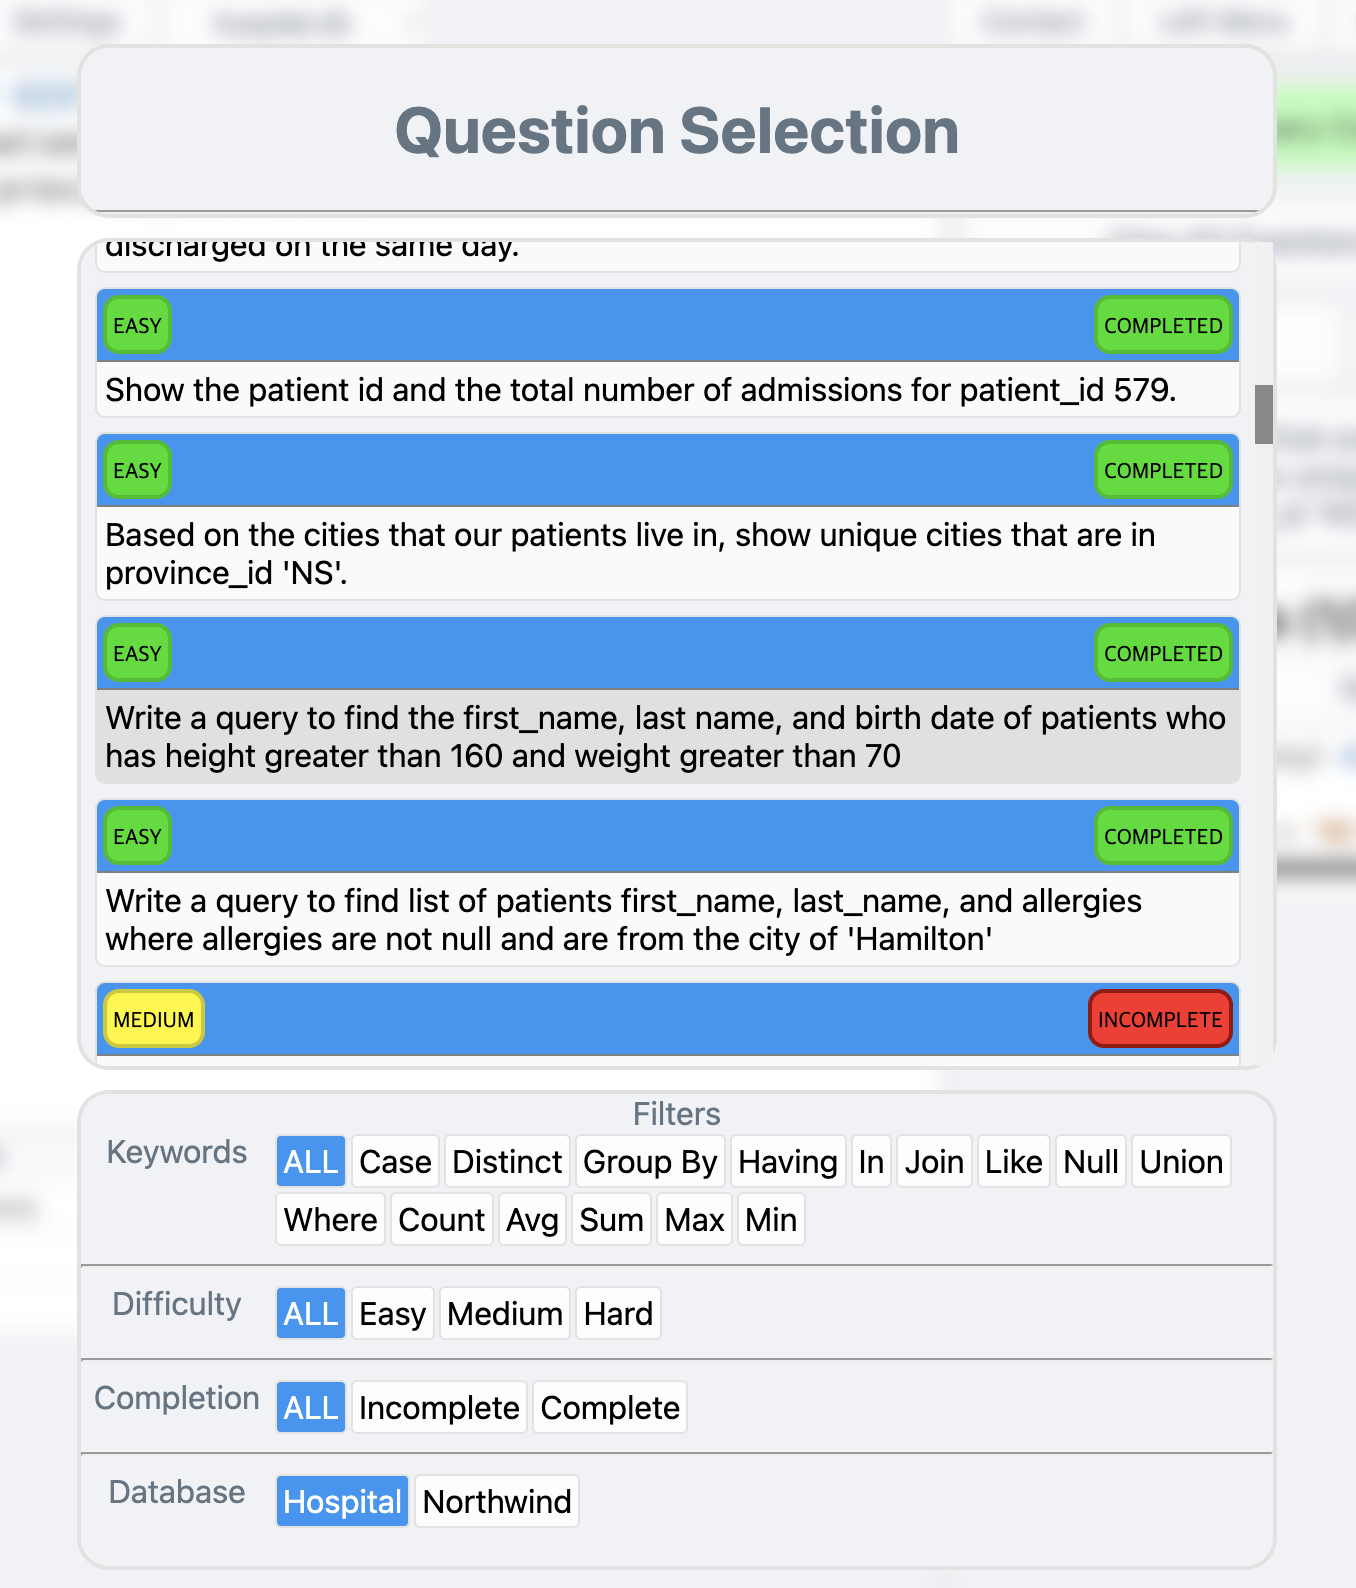 Question Selection
discharged on the same day.
EASY
COMPLETED
Show the patient id and the total number of admissions for patient_id 579.
EASY
COMPLETED
Based on the cities that our patients live in, show unique cities that are in
province_id 'NS'.
EASY
COMPLETED
Write a query to find the first_name, last name, and birth date of patients who
has height greater than 160 and weight greater than 70
EASY
COMPLETED
Write a query to find list of patients first_name, last_name, and allergies
where allergies are not null and are from the city of 'Hamilton'
MEDIUM
INCOMPLETE
Filters
Keywords
ALL Case Distinct Group By Having In Join Like Null Union
Where Count Avg Sum Max Min
Difficulty
ALL Easy Medium Hard
Completion
ALL Incomplete Complete
Database
Hospital Northwind